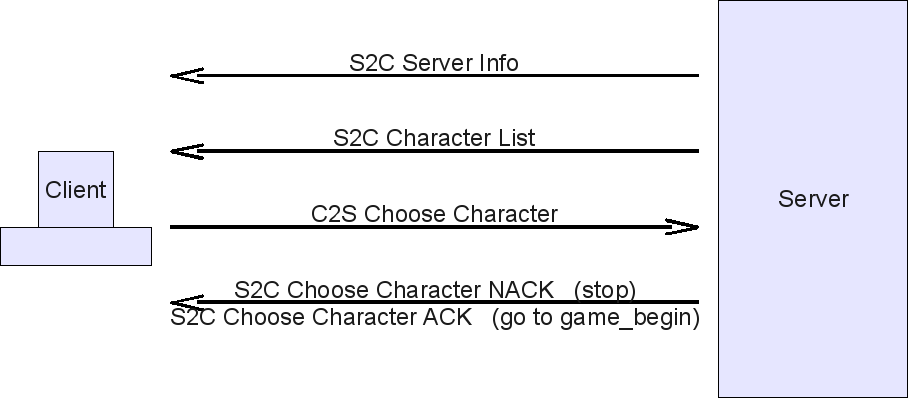 S2C Server Info
S2C Character List
Client
Server
C2S Choose Character
S2C Choose Character NACK (stop)
S2C Choose Character ACK (go to game_begin)